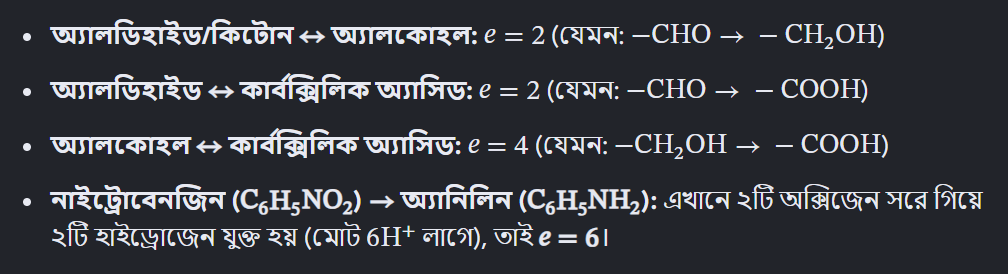 • অ্যালডিহাইড/কিটোন ↔ অ্যালকোহল: e = 2 (যেমন: −CHO → − CH₂OH)
• অ্যালডিহাইড ↔ কার্বক্সিলিক অ্যাসিড: e = 2 (যেমন: −CHO → − COOH)
• অ্যালকোহল ↔ কার্বক্সিলিক অ্যাসিড: e = 4 (যেমন: −CH₂OH → − COOH)
• নাইট্রোবেনজিন (C₆H₅NO₂) → অ্যানিলিন (C₆H₅NH₂): এখানে ২টি অক্সিজেন সরে গিয়ে
২টি হাইড্রোজেন যুক্ত হয় (মোট 6H⁺ লাগে), তাই e = 6।